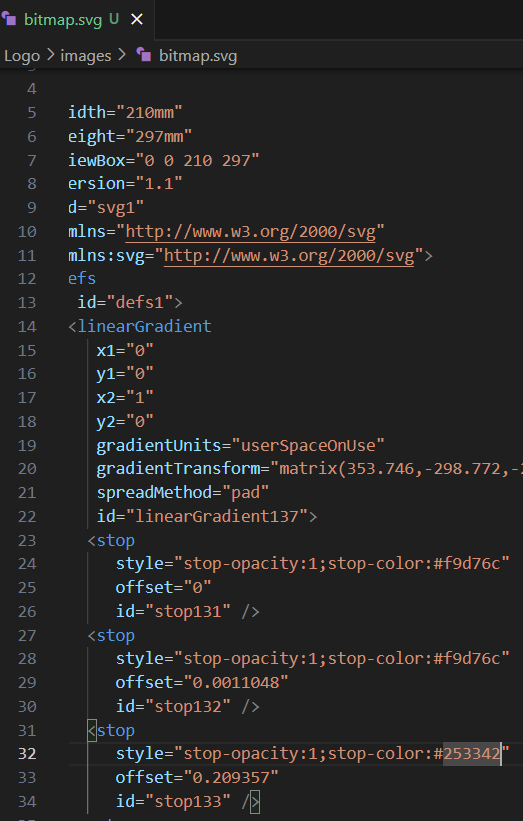 bitmap.svg U ×
Logo > images > bitmap.svg
4
5 idth="210mm"
6 eight="297mm"
7 iewBox="0 0 210 297"
8 ersion="1.1"
9 d="svg1"
10 mlns="http://www.w3.org/2000/svg"
11 mlns:svg="http://www.w3.org/2000/svg">
12 efs
13 id="defs1">
14 <linearGradient
15 x1="0"
16 y1="0"
17 x2="1"
18 y2="0"
19 gradientUnits="userSpaceOnUse"
20 gradientTransform="matrix(353.746,-298.772,-
21 spreadMethod="pad"
22 id="linearGradient137">
23 <stop
24 style="stop-opacity:1;stop-color:#f9d76c"
25 offset="0"
26 id="stop131" />
27 <stop
28 style="stop-opacity:1;stop-color:#f9d76c"
29 offset="0.0011048"
30 id="stop132" />
31 <stop
32 style="stop-opacity:1;stop-color:#253342"
33 offset="0.209357"
34 id="stop133" />